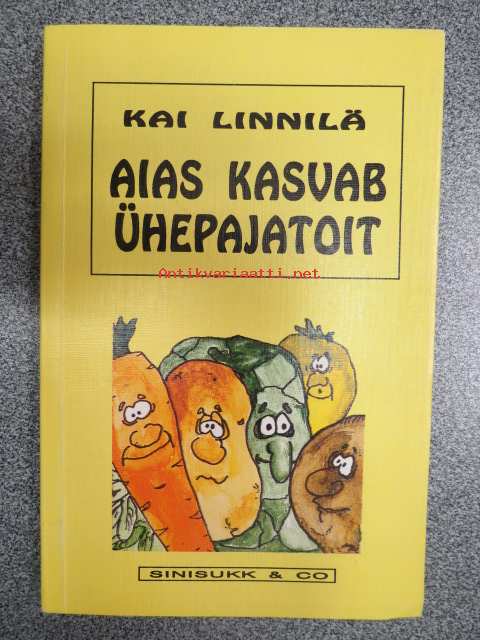 KAI LINNILÄ
AIAS KASVAB
ÜHEPAJATOIT
Antikvariaatti.net
SINISUKK & CO